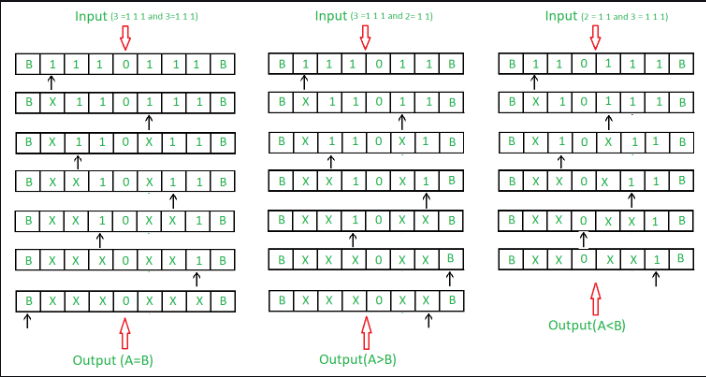 Input (3 =1 1 1 and 3=1 1 1)
B 1 1 1 0 1 1 1 B
B X 1 1 0 1 1 1 B
B X 1 1 0 X 1 1 B
B X X 1 0 X 1 1 B
B X X 1 0 X X 1 B
B X X X 0 X X 1 B
B X X X 0 X X X B
Output (A=B)
Input (3 =1 1 1 and 2= 1 1)
B 1 1 1 0 1 1 B
B X 1 1 0 1 1 B
B X 1 1 0 X 1 B
B X X 1 0 X 1 B
B X X 1 0 X X B
B X X X 0 X X B
B X X X 0 X X B
Output(A>B)
Input (2 = 1 1 and 3 = 1 1 1)
B 1 1 0 1 1 1 B
B X 1 0 1 1 1 B
B X 1 0 X 1 1 B
B X X 0 X 1 1 B
B X X 0 X X 1 B
B X X 0 X X 1 B
Output(A<B)